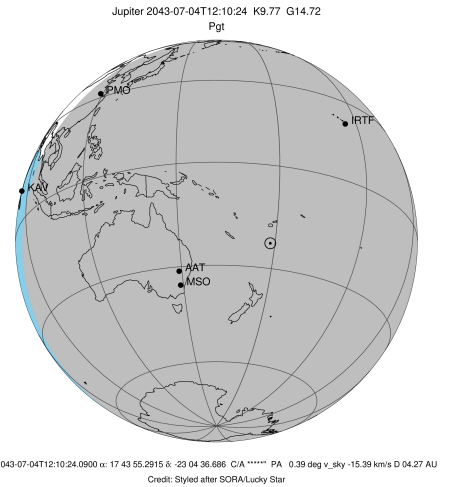 Jupiter 2043-07-04T12:10:24 K9.77 G14.72
Pgt
PMO
IRTF
KAV
AAT
MSO
043-07-04T12:10:24.0900 α: 17 43 55.2915 & -23 04 36.686 C/A *****" PA 0.39 deg v_sky -15.39 km/s D 04.27 AU
Credit: Styled after SORA/Lucky Star